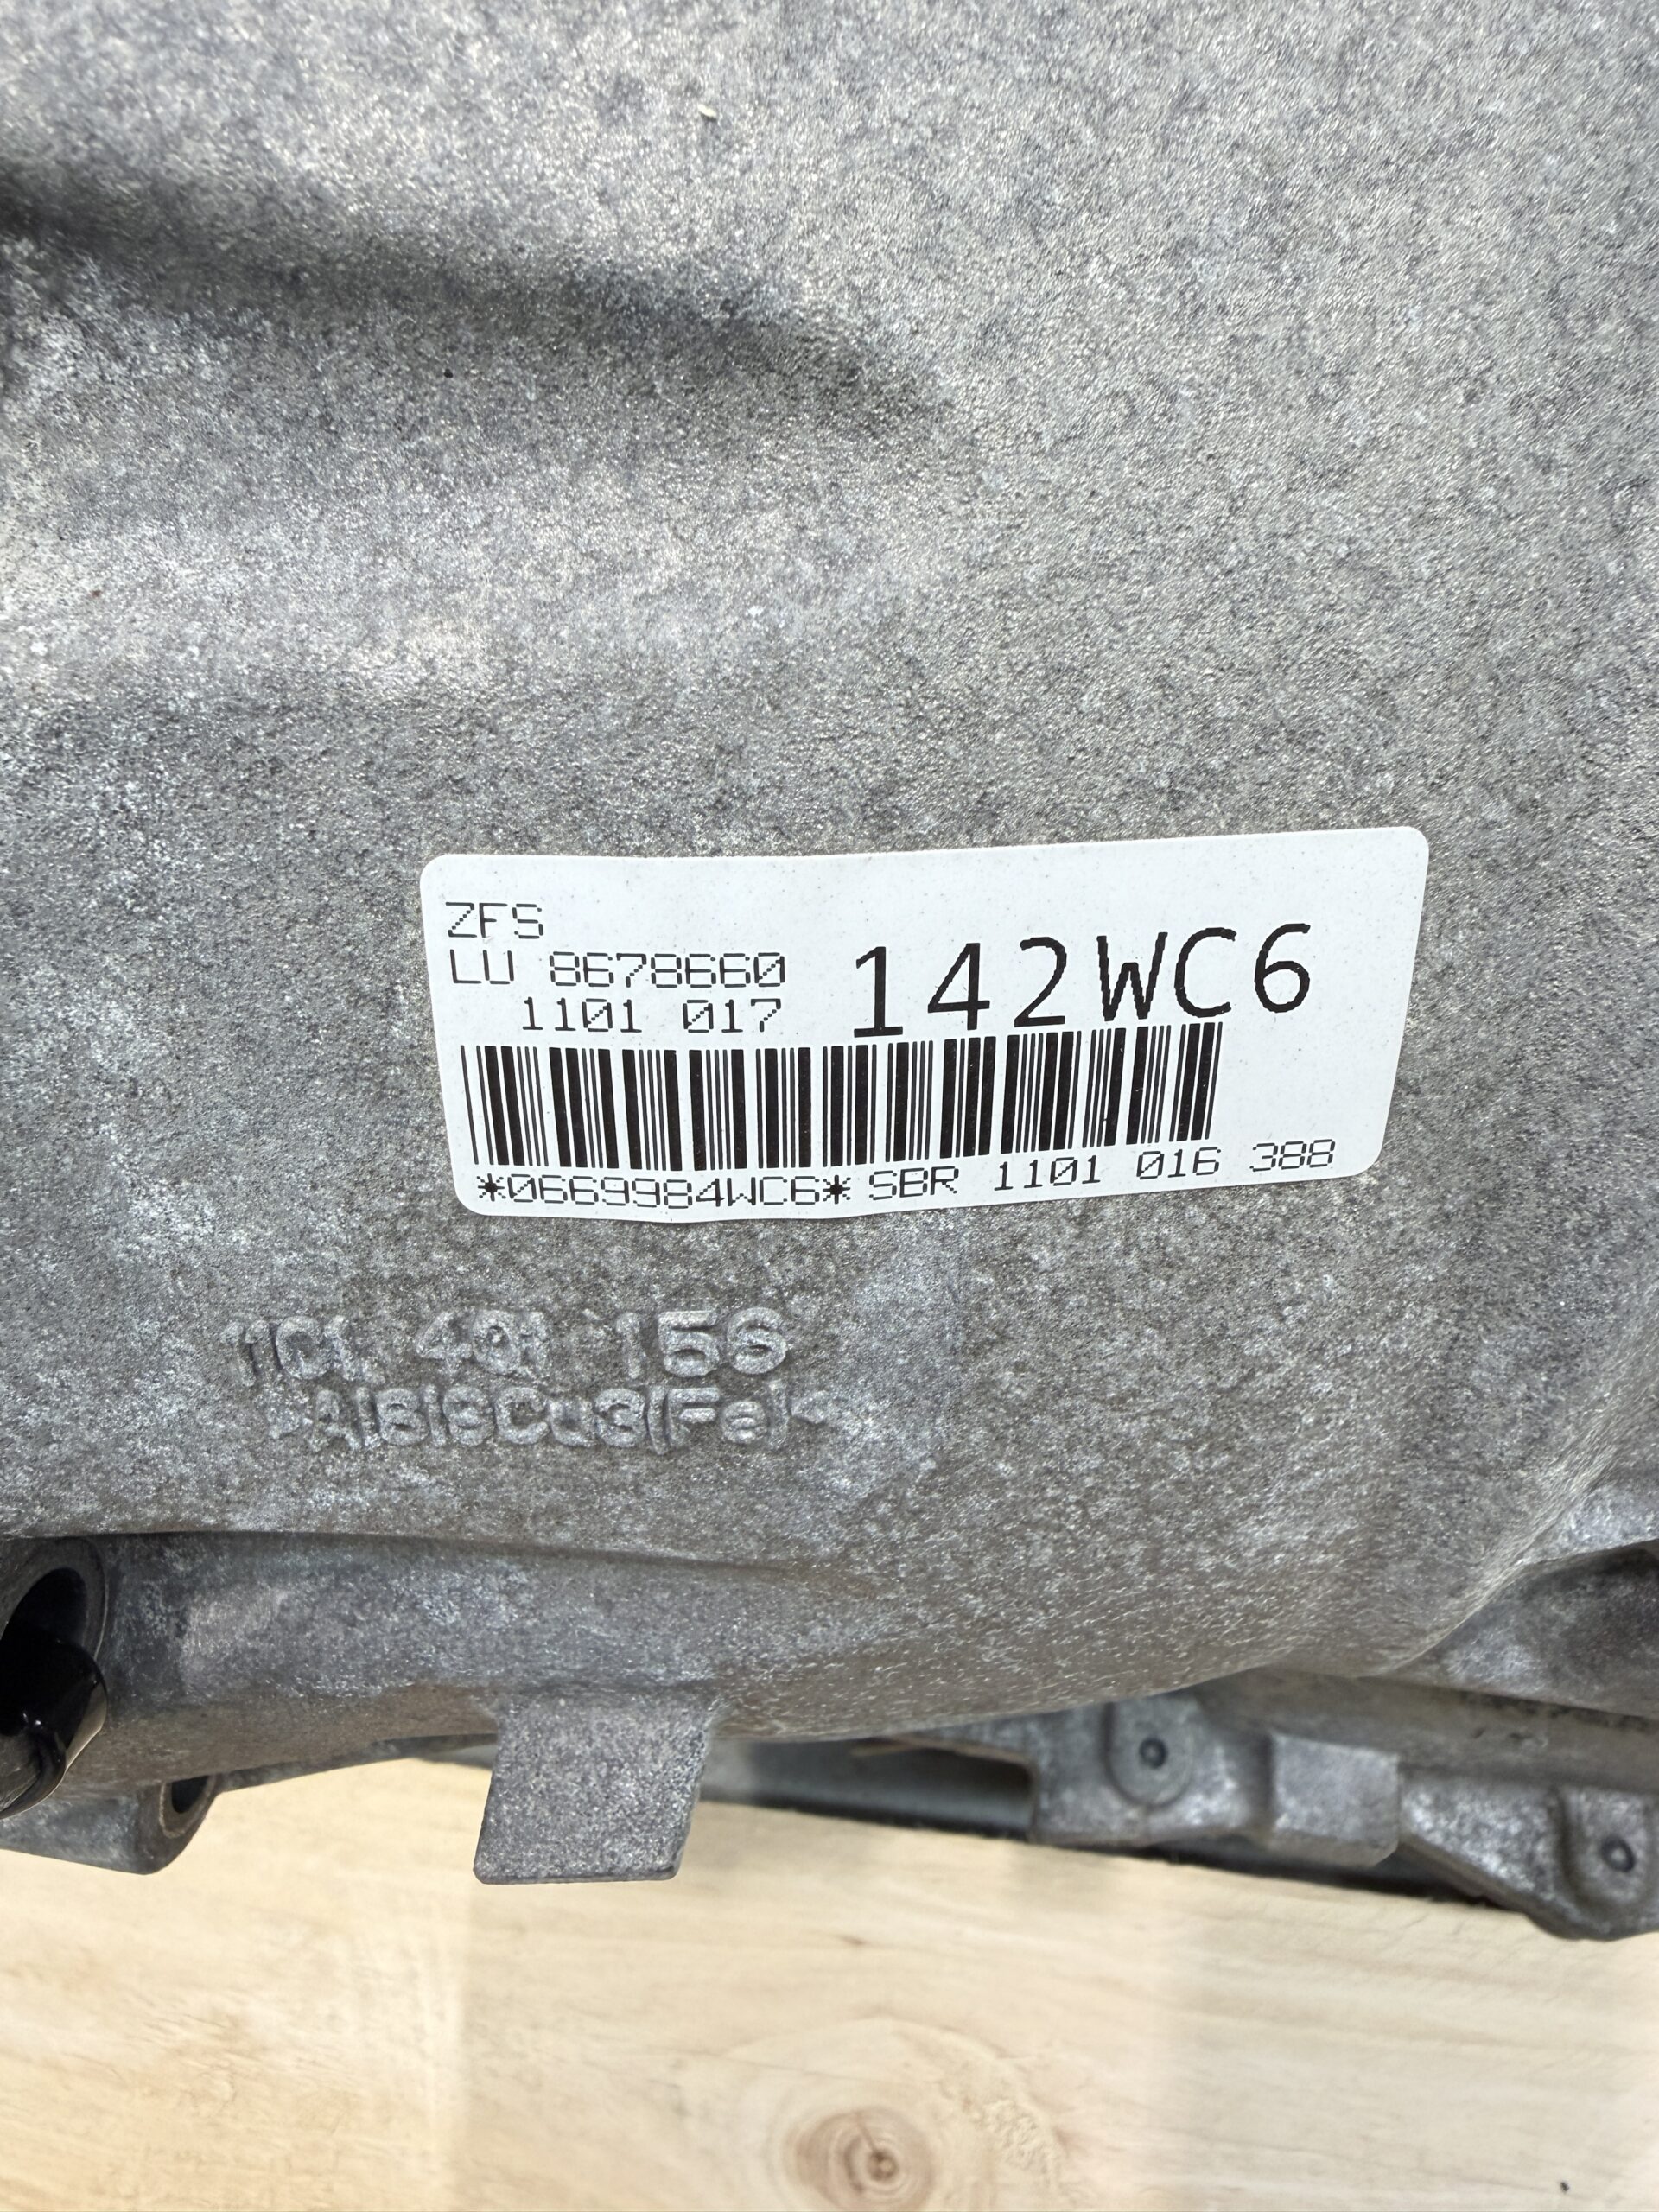 ZFS
LU 8678660
1101 017
142WC6
*0669984WC6* SBR 1101 016 388
1101 401 156
>AlSi9Cu3(Fe)<